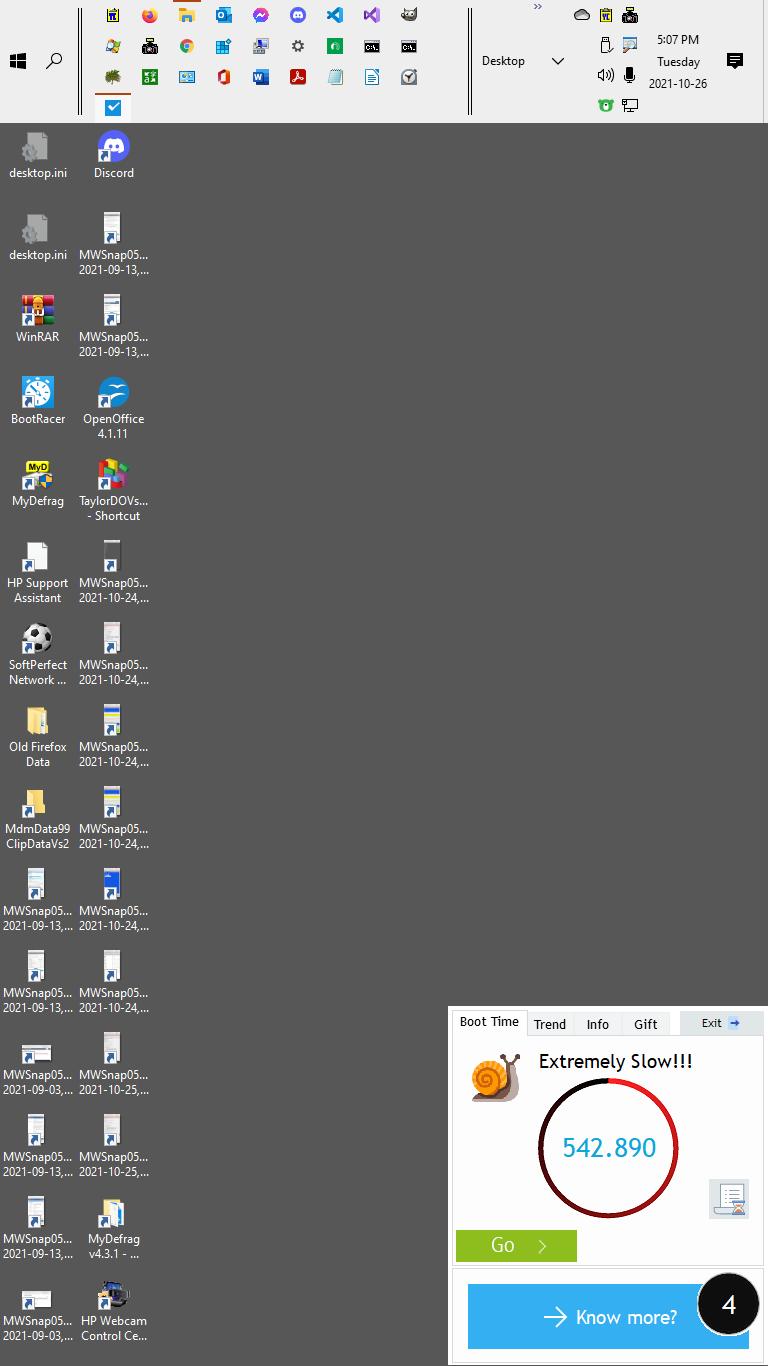 »
5:07 PM
Desktop
Tuesday
2021-10-26
desktop.ini
Discord
desktop.ini
MWSnap05...
2021-09-13,...
WinRAR
MWSnap05...
2021-09-13,...
BootRacer
OpenOffice
4.1.11
MyDefrag
TaylorDOVs...
- Shortcut
HP Support
Assistant
MWSnap05...
2021-10-24,...
SoftPerfect
Network ...
MWSnap05...
2021-10-24,...
Old Firefox
Data
MWSnap05...
2021-10-24,...
MdmData99
ClipDataVs2
MWSnap05...
2021-10-24,...
MWSnap05...
2021-09-13,...
MWSnap05...
2021-10-24,...
MWSnap05...
2021-09-13,...
MWSnap05...
2021-10-24,...
MWSnap05...
2021-09-03,...
MWSnap05...
2021-10-25,...
MWSnap05...
2021-09-13,...
MWSnap05...
2021-10-25,...
MWSnap05...
2021-09-13,...
MyDefrag
v4.3.1 - ...
MWSnap05...
2021-09-03,...
HP Webcam
Control Ce...
Boot Time
Trend
Info
Gift
Exit
Extremely Slow!!!
542.890
Go
Know more?
4